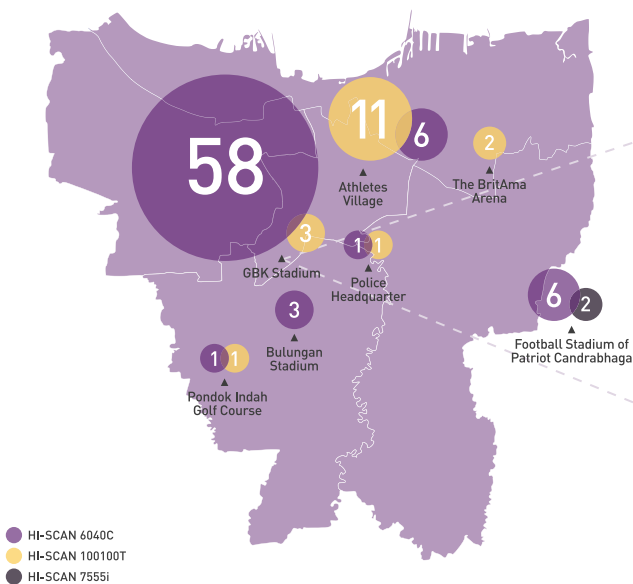 58
11
6
2
Athletes
Village
The BritAma
Arena
3
GBK Stadium
1
1
Police
Headquarter
6
2
Football Stadium of
Patriot Candrabhaga
3
Bulungan
Stadium
1
1
Pondok Indah
Golf Course
HI-SCAN 6040C
HI-SCAN 100100T
HI-SCAN 7555i